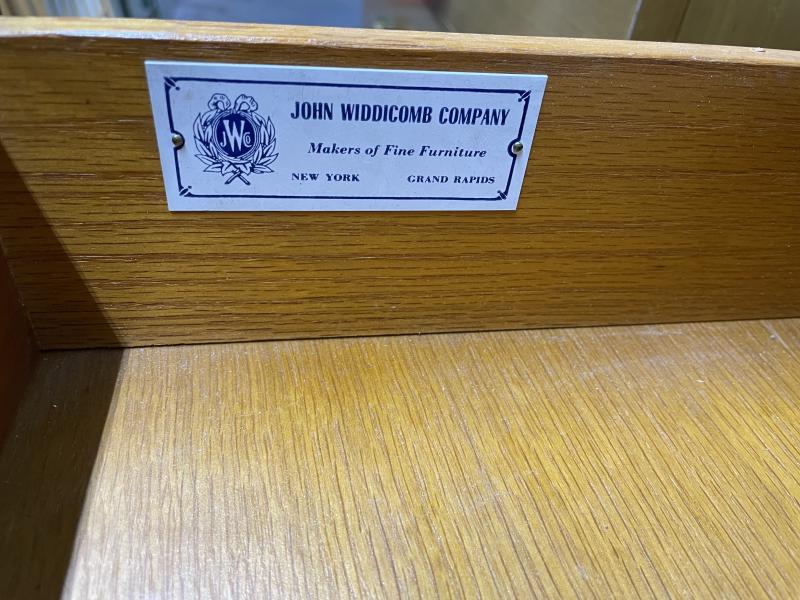 JWCo
JOHN WIDDICOMB COMPANY
Makers of Fine Furniture
NEW YORK GRAND RAPIDS